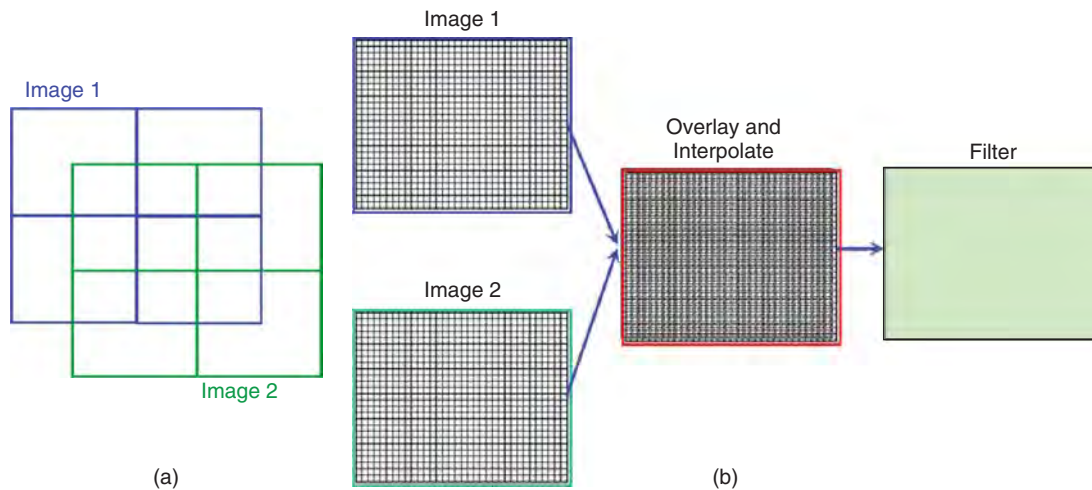 Image 1
Image 2
(a)
Image 1
Image 2
Overlay and
Interpolate
Filter
(b)